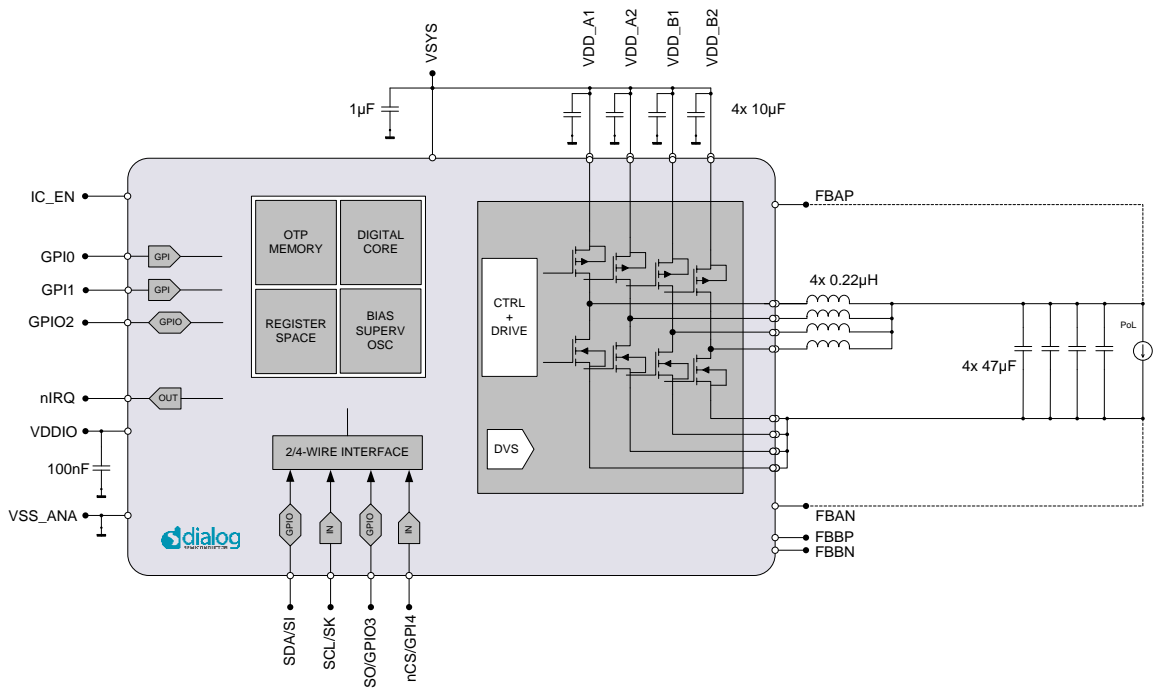 VSYS
VDD_A1
VDD_A2
VDD_B1
VDD_B2
1µF
4x 10µF
IC_EN
GPI0
GPI
GPI1
GPI
GPIO2
GPIO
nIRQ
OUT
VDDIO
100nF
VSS_ANA
OTP
MEMORY
DIGITAL
CORE
REGISTER
SPACE
BIAS
SUPERV
OSC
2/4-WIRE INTERFACE
GPIO
IN
GPIO
IN
SDA/SI
SCL/SK
SO/GPIO3
nCS/GPI4
dialog
SEMICONDUCTOR
CTRL
+
DRIVE
DVS
FBAP
4x 0.22µH
4x 47µF
PoL
FBAN
FBBP
FBBN